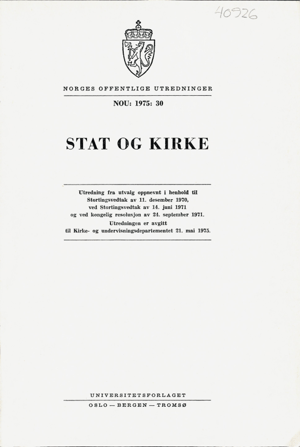 40926
NORGES OFFENTLIGE UTREDNINGER
NOU: 1975: 30
STAT OG KIRKE
Utredning fra utvalg oppnevnt i henhold til
Stortingsvedtak av 11. desember 1970,
ved Stortingsvedtak av 14. juni 1971
og ved kongelig resolusjon av 24. september 1971.
Utredningen er avgitt
til Kirke- og undervisningsdepartementet 21. mai 1975.
UNIVERSITETSFORLAGET
OSLO — BERGEN — TROMSØ